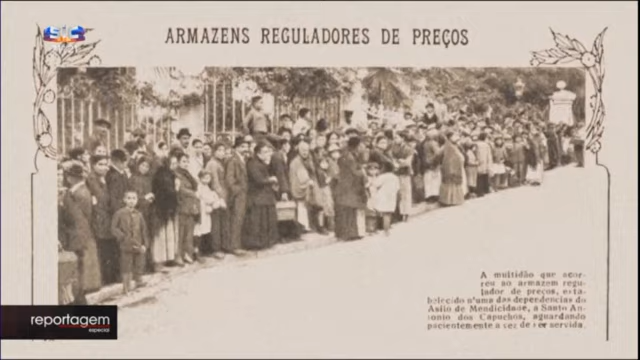 SIC
ARMAZENS REGULADORES DE PREÇOS
A multidão que acor-
reu ao armazem regu-
lador de preços, esta-
belecido n'uma das dependencias do
Asilo de Mendicidade, a Santo An-
tonio dos Capuchos, aguardando
pacientemente a vez de ser servida.
reportagem
especial